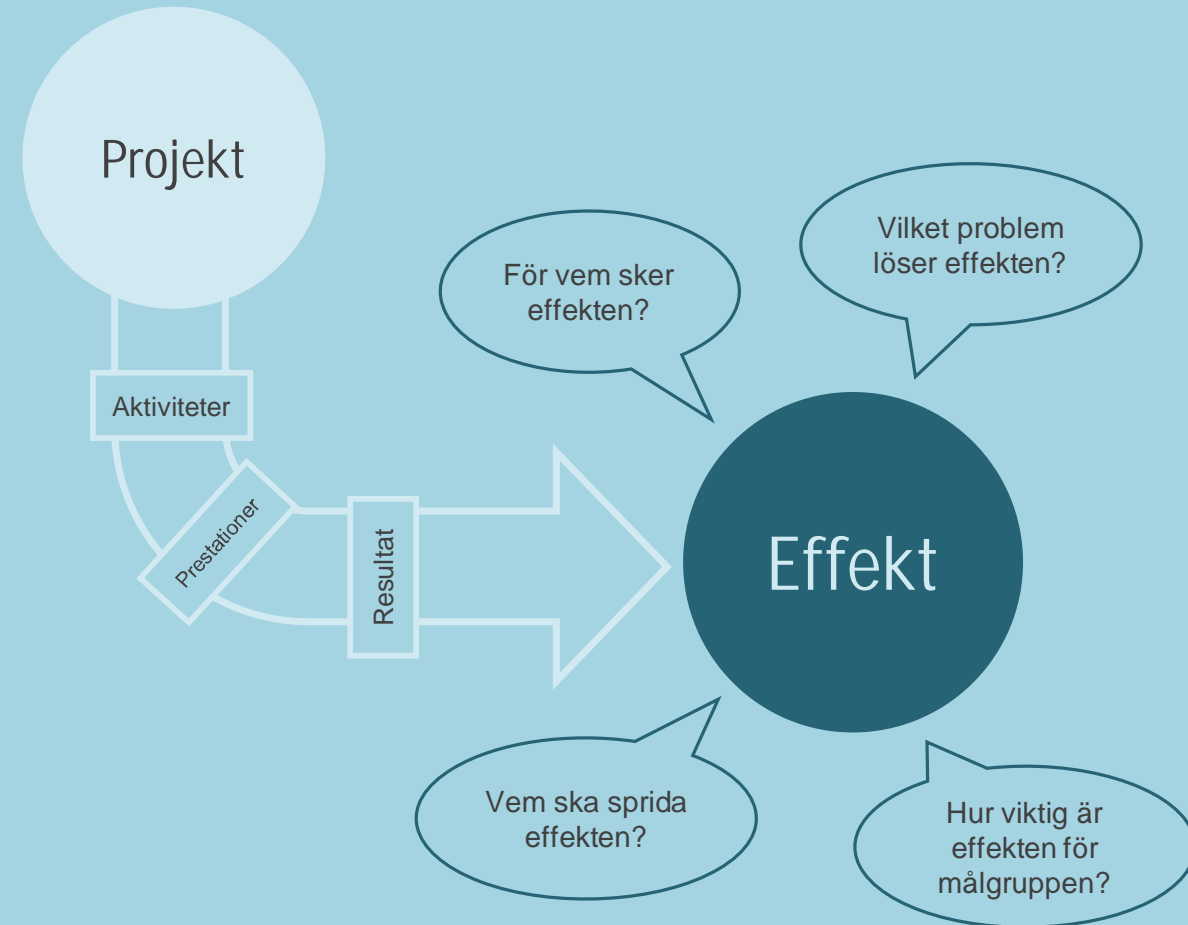 Projekt
Aktiviteter
Prestationer
Resultat
För vem sker
effekten?
Vilket problem
löser effekten?
Effekt
Vem ska sprida
effekten?
Hur viktig är
effekten för
målgruppen?